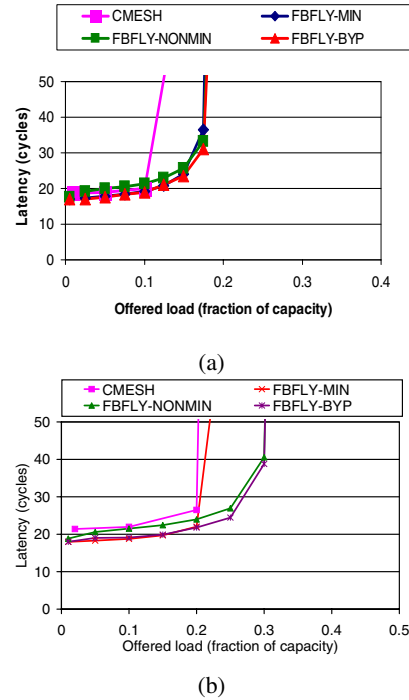 CMESH FBFLY-MIN
FBFLY-NONMIN FBFLY-BYP
50
40
30
20
10
0
Latency (cycles)
0 0.1 0.2 0.3 0.4
Offered load (fraction of capacity)
(a)
CMESH FBFLY-MIN
FBFLY-NONMIN FBFLY-BYP
50
40
30
20
10
0
Latency (cycles)
0 0.1 0.2 0.3 0.4 0.5
Offered load (fraction of capacity)
(b)